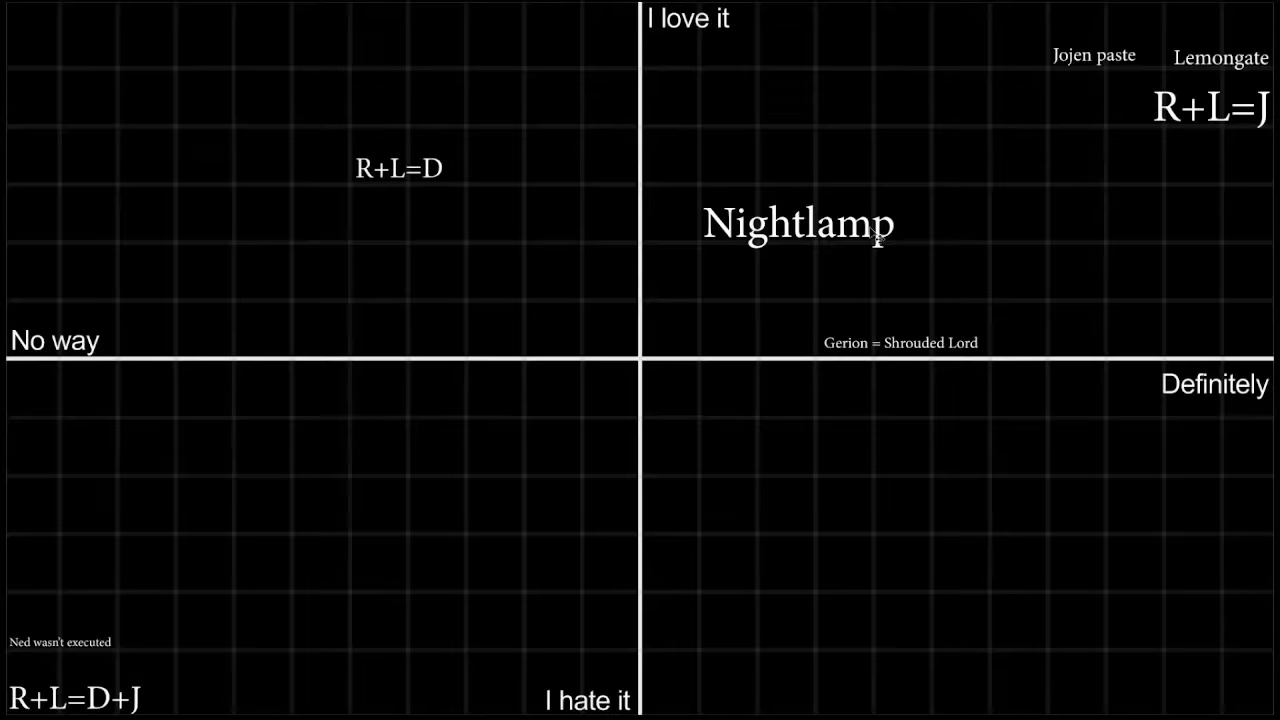 I love it
Jojen paste
Lemongate
R+L=J
R+L=D
Nightlamp
No way
Gerion = Shrouded Lord
Definitely
Ned wasn't executed
R+L=D+J
I hate it